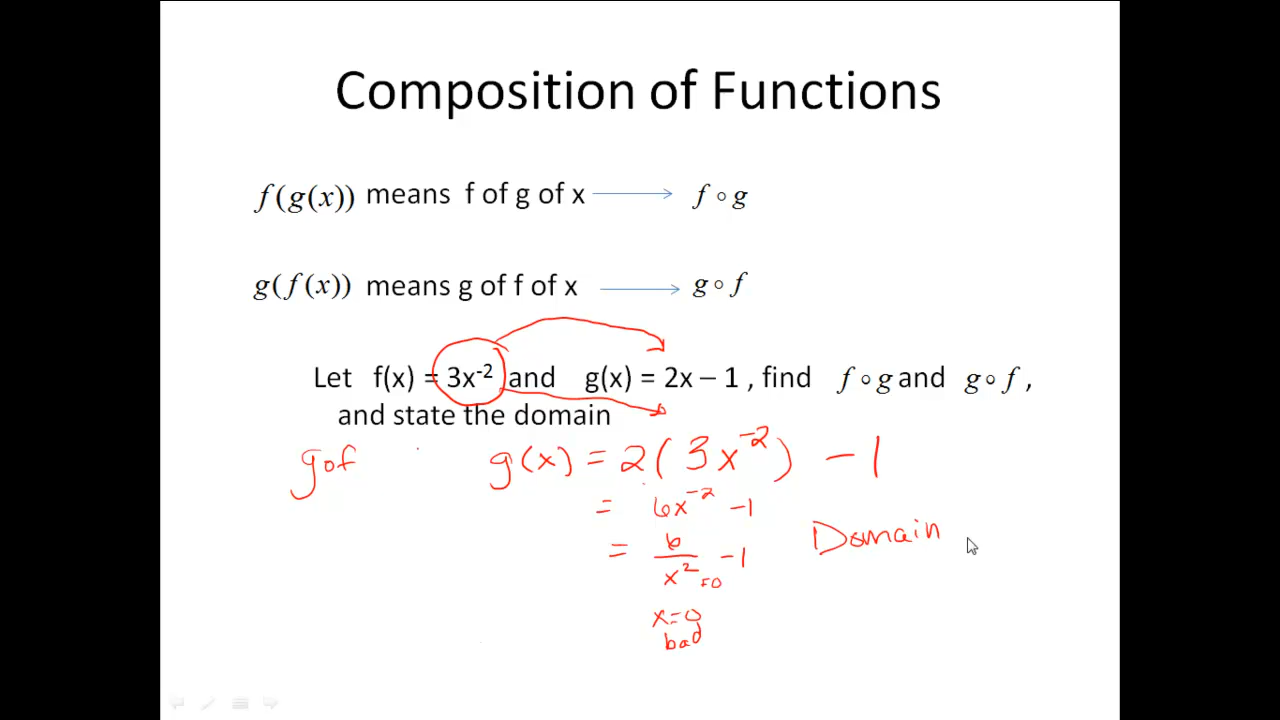 Composition of Functions
f(g(x)) means f of g of x → f ∘ g
g(f(x)) means g of f of x → g ∘ f
Let f(x) = 3x⁻² and g(x) = 2x – 1 , find f ∘ g and g ∘ f ,
and state the domain
gof g(x) = 2(3x⁻²) - 1
= 6x⁻² -1
= 6/x² -1 Domain
=0
x=0
bad